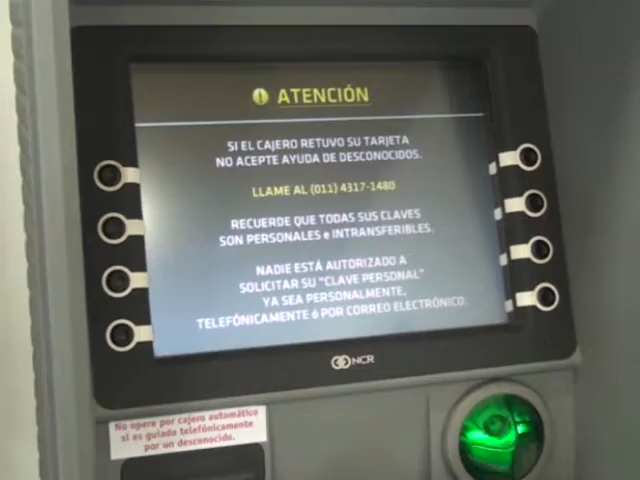 ATENCIÓN
SI EL CAJERO RETUVO SU TARJETA
NO ACEPTE AYUDA DE DESCONOCIDOS.
LLAME AL (011) 4317-1480
RECUERDE QUE TODAS SUS CLAVES
SON PERSONALES e INTRANSFERIBLES.
NADIE ESTÁ AUTORIZADO A
SOLICITAR SU "CLAVE PERSONAL"
YA SEA PERSONALMENTE,
TELEFÓNICAMENTE ó POR CORREO ELECTRÓNICO.
NCR
No opere por cajero automático
si es guiado telefónicamente
por un desconocido.